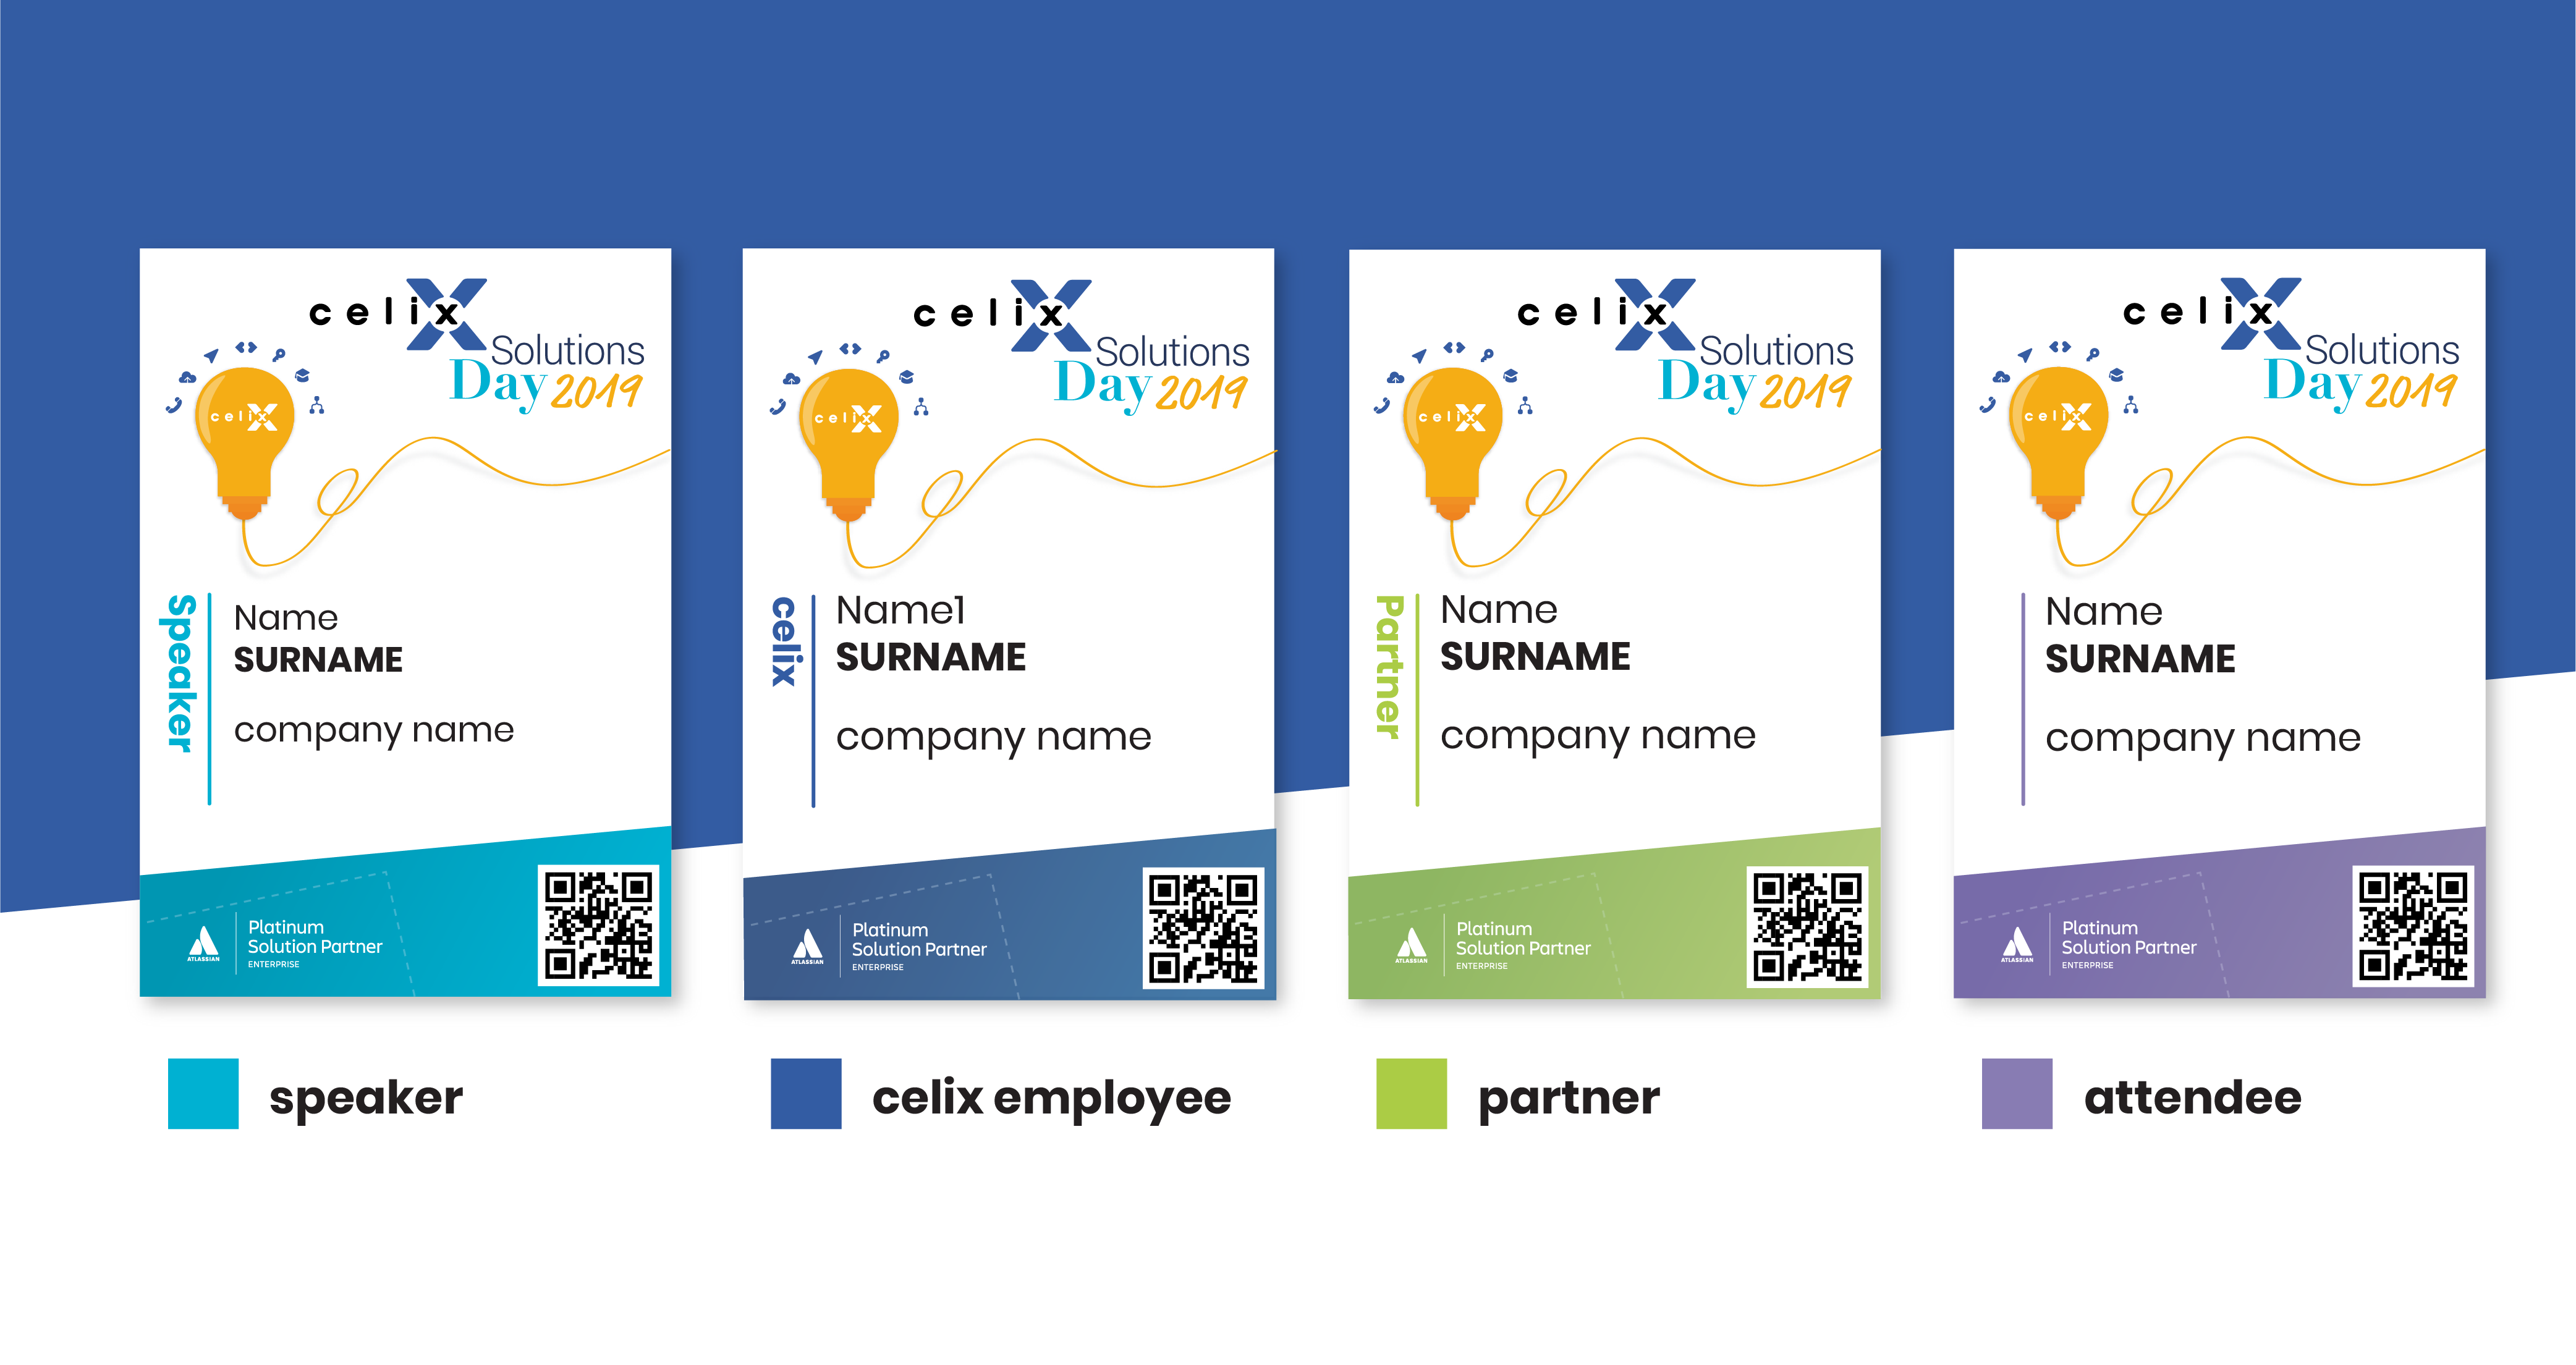 celix
Solutions
Day 2019
celix
Speaker
Name
SURNAME
company name
ATLASSIAN
Platinum
Solution Partner
ENTERPRISE
speaker
celix
Solutions
Day 2019
celix
celix
Name1
SURNAME
company name
ATLASSIAN
Platinum
Solution Partner
ENTERPRISE
celix employee
celix
Solutions
Day 2019
celix
Partner
Name
SURNAME
company name
ATLASSIAN
Platinum
Solution Partner
ENTERPRISE
partner
celix
Solutions
Day 2019
celix
Name
SURNAME
company name
ATLASSIAN
Platinum
Solution Partner
ENTERPRISE
attendee